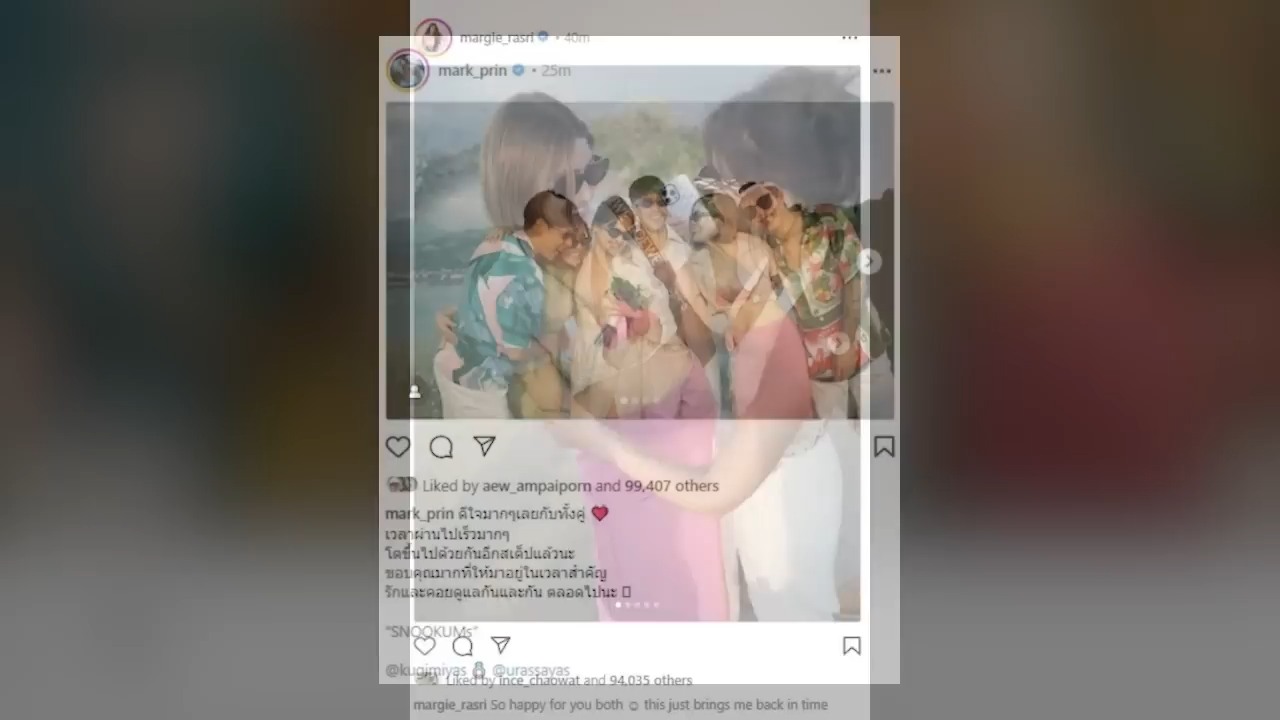 margie_rasri • 40m
mark_prin • 25m
Liked by aew_ampaiporn and 99,407 others
mark_prin ดีใจมากๆเลยกับทั้งคู่ ❤
เวลาผ่านไปเร็วมากๆ
โตขึ้นไปด้วยกันอีกสเต็ปแล้วนะ
ขอบคุณมากที่ให้มาอยู่ในเวลาสำคัญ
รักและคอยดูแลกันและกัน ตลอดไปนะ
"SNOOKUMs"
@kugimiyas @urassayas
Liked by ince_chaowat and 94,035 others
margie_rasri So happy for you both ☺ this just brings me back in time